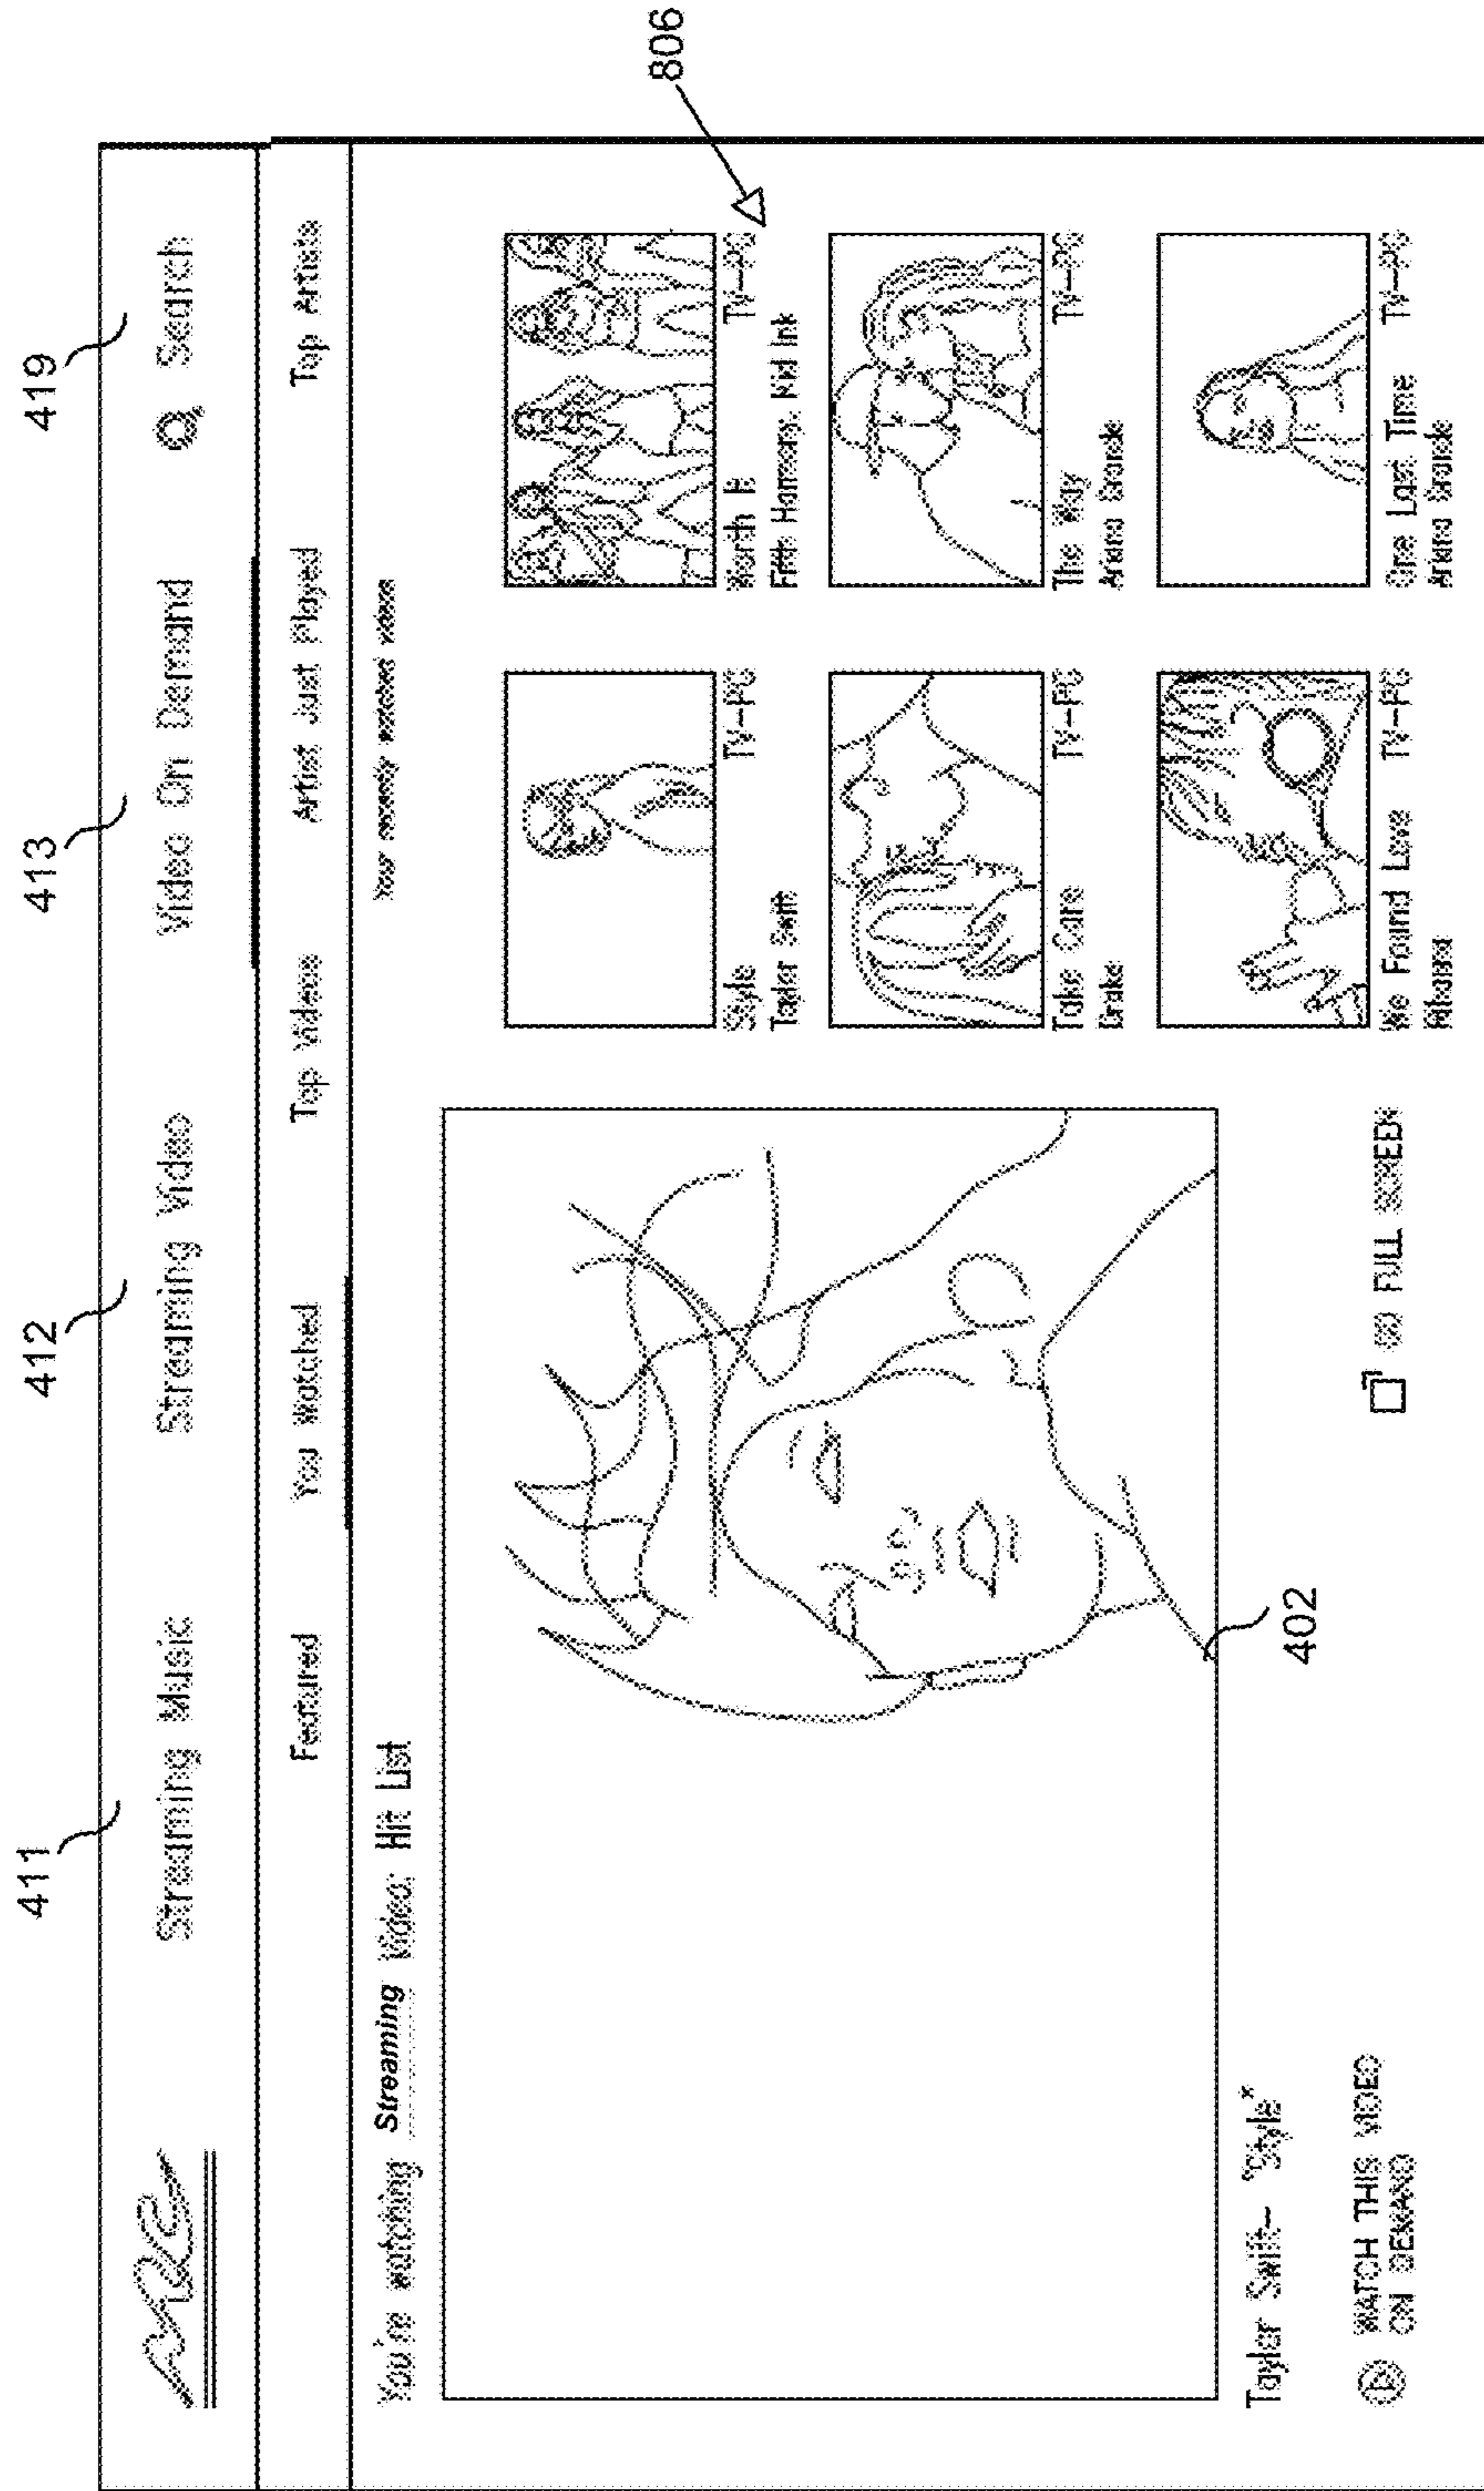 411 412 413 419
Streaming Music Streaming Video Video On Demand Search
Featured You Watched Top Videos Artist Just Played Top Artists
You're watching Streaming Video: Hit List
Your recently watched videos
Style TV-PG
Taylor Swift
Worth It TV-PG
Fifth Harmony, Kid Ink
806
Take Care TV-PG
Drake
The Way TV-PG
Ariana Grande
We Found Love TV-PG
Rihanna
One Last Time TV-PG
Ariana Grande
402
Taylor Swift- "Style"
WATCH THIS VIDEO
ON DEMAND
GO FULL SCREEN